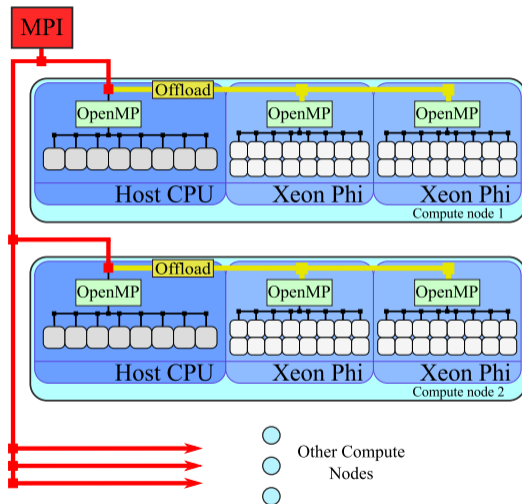 MPI
Offload
OpenMP OpenMP OpenMP
Host CPU Xeon Phi Xeon Phi
Compute node 1
Offload
OpenMP OpenMP OpenMP
Host CPU Xeon Phi Xeon Phi
Compute node 2
Other Compute
Nodes